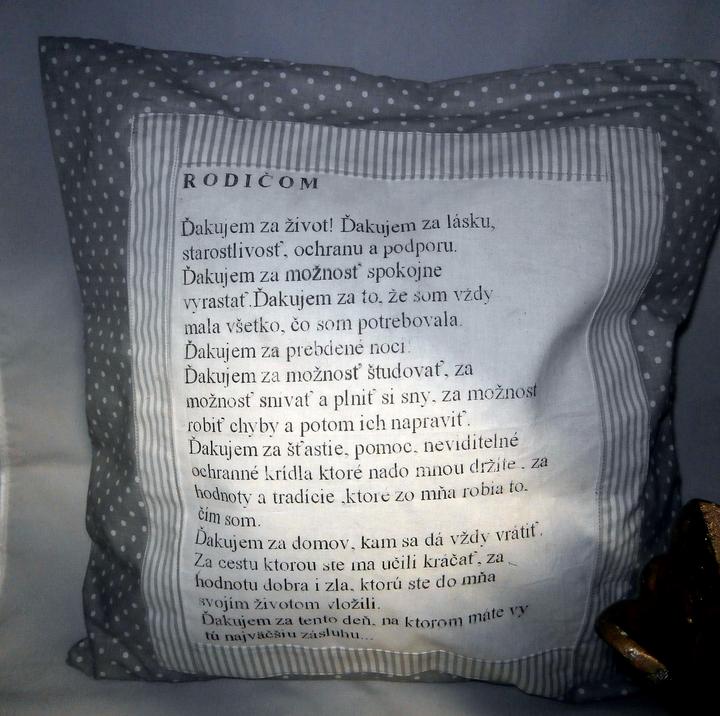 RODIČOM
Ďakujem za život! Ďakujem za lásku,
starostlivosť, ochranu a podporu.
Ďakujem za možnosť spokojne
vyrastať.Ďakujem za to, že som vždy
mala všetko, čo som potrebovala.
Ďakujem za prebdené noci.
Ďakujem za možnosť študovať, za
možnosť snívať a plniť si sny, za možnosť
robiť chyby a potom ich napraviť.
Ďakujem za šťastie, pomoc, neviditeľné
ochranné krídla ktoré nado mnou držíte , za
hodnoty a tradície ,ktoré zo mňa robia to,
čím som.
Ďakujem za domov, kam sa dá vždy vrátiť.
Za cestu ktorou ste ma učili kráčať, za
hodnotu dobra i zla, ktorú ste do mňa
svojím životom vložili.
Ďakujem za tento deň, na ktorom máte vy
tú najväčšiu zásluhu...